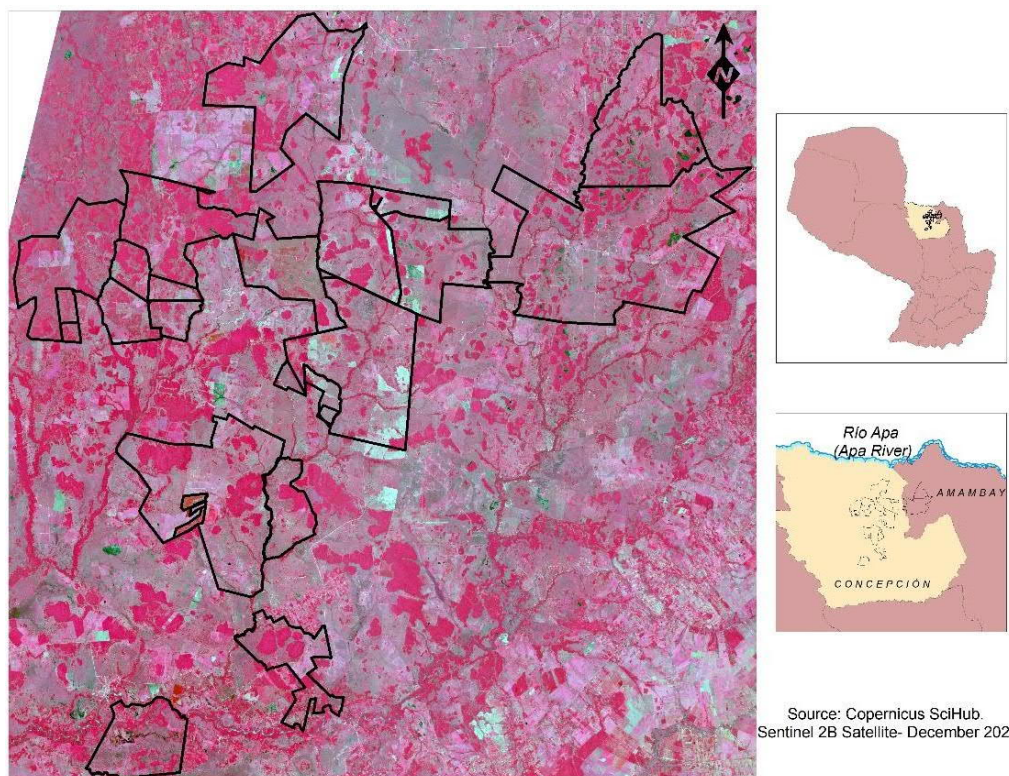 N
Río Apa
(Apa River)
AMAMBAY
CONCEPCIÓN
Source: Copernicus SciHub.
Sentinel 2B Satellite- December 202